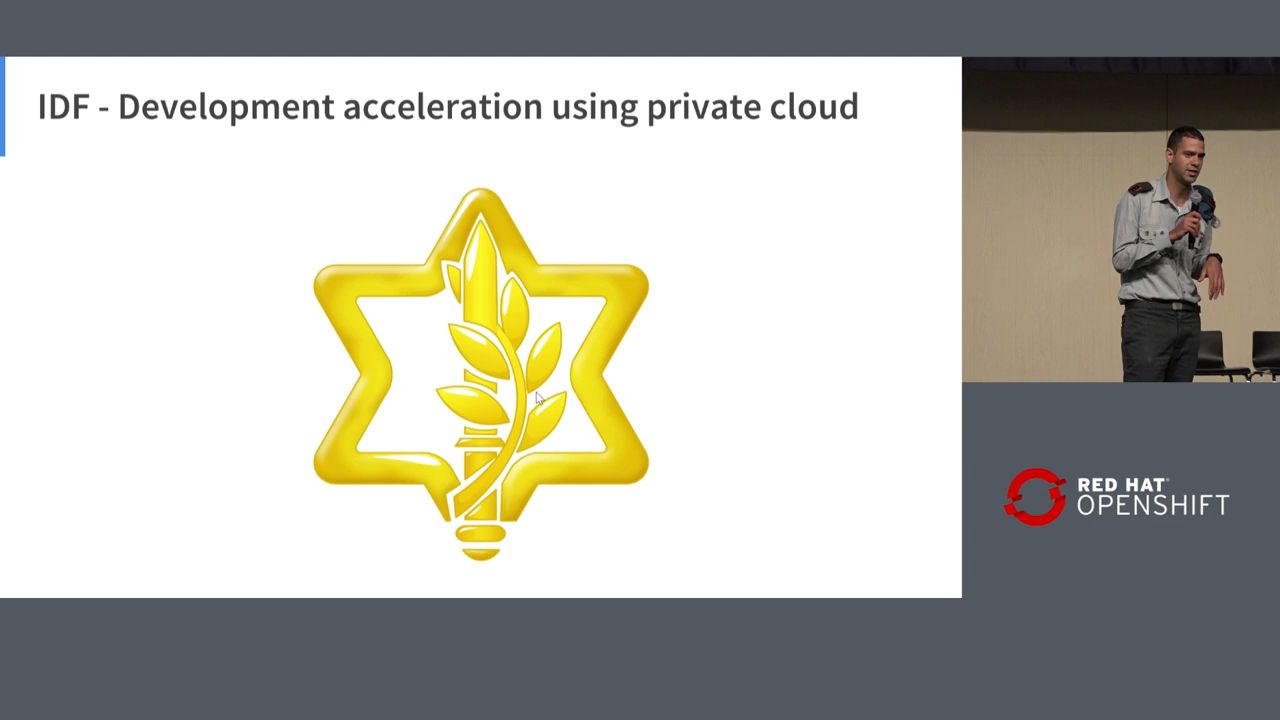 IDF - Development acceleration using private cloud
RED HAT
OPENSHIFT